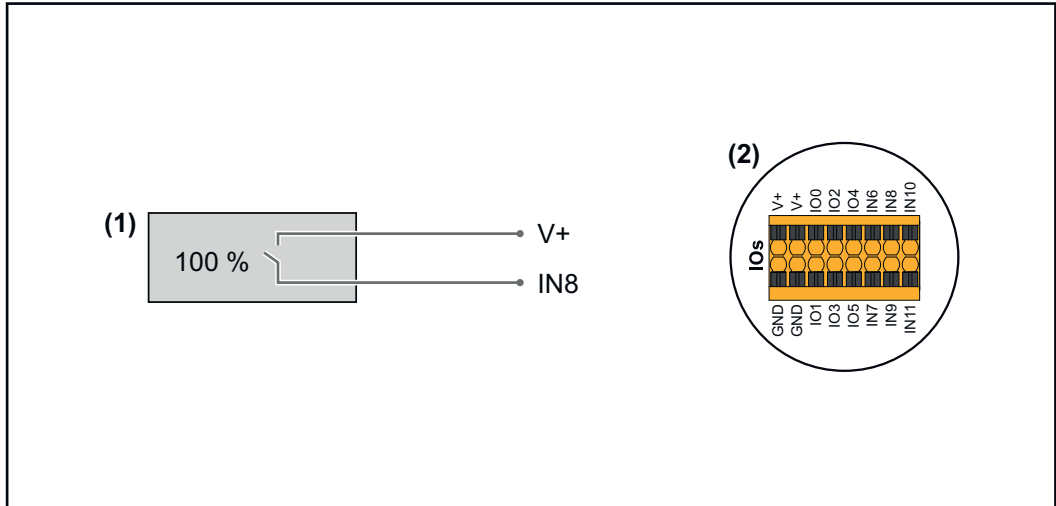 (1)
100 %
V+
IN8
(2)
IOs
V+
V+
IO0
IO2
IO4
IN6
IN8
IN10
GND
GND
IO1
IO3
IO5
IN7
IN9
IN11